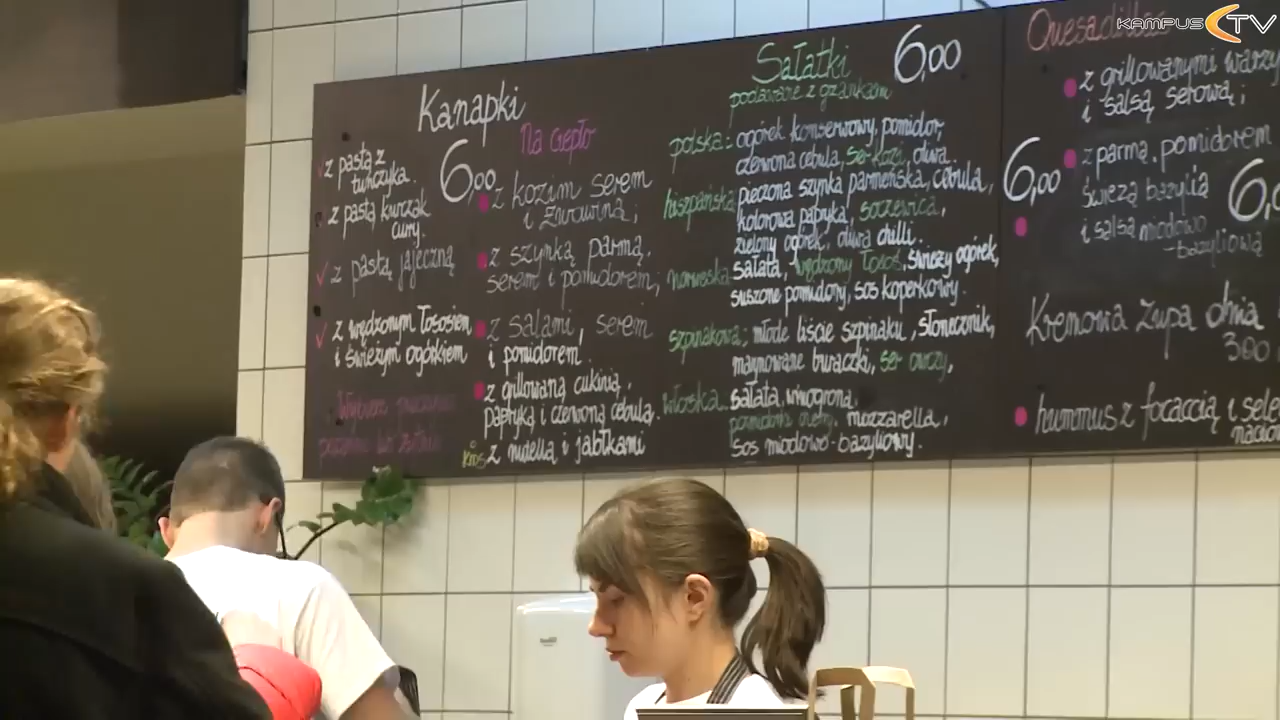 KAMPUS TV
Kanapki
6,00
z pastą z
tuńczyka.
z pastą kurczak
curry.
z pastą jajeczną
z wędzonym łososiem
i świeżym ogórkiem
Na ciepło
z kozim serem
i żurawiną;
z szynką parmą,
serem i pomidorem,
z salami, serem
i pomidorem.
z grillowaną cukinią,
papryką i czerwoną cebulą.
z nutellą i jabłkami
Sałatki
6,00
podawane z grzankami
polska: ogórek konserwowy, pomidor,
czerwona cebula, ser kozi, oliwa.
hiszpańska: pieczona szynka parmeńska, cebula,
kolorowa papryka, soczewica,
zielony ogórek, oliwa chilli.
norweska: sałata, wędzony łosoś, świeży ogórek,
suszone pomidory, sos koperkowy.
szpinakowa: młode liście szpinaku, słonecznik,
marynowane buraczki, ser owczy,
włoska: sałata, winogrona,
mozzarella,
sos miodowo-bazyliowy.
Quesadillas
z grillowanymi warzy
i salsą serową;
6,00
z parmą, pomidorem
świeżą bazylią
i salsą miodowo
-bazyliową
6,
Kremowa zupa dnia
300
hummus z focaccią i sele